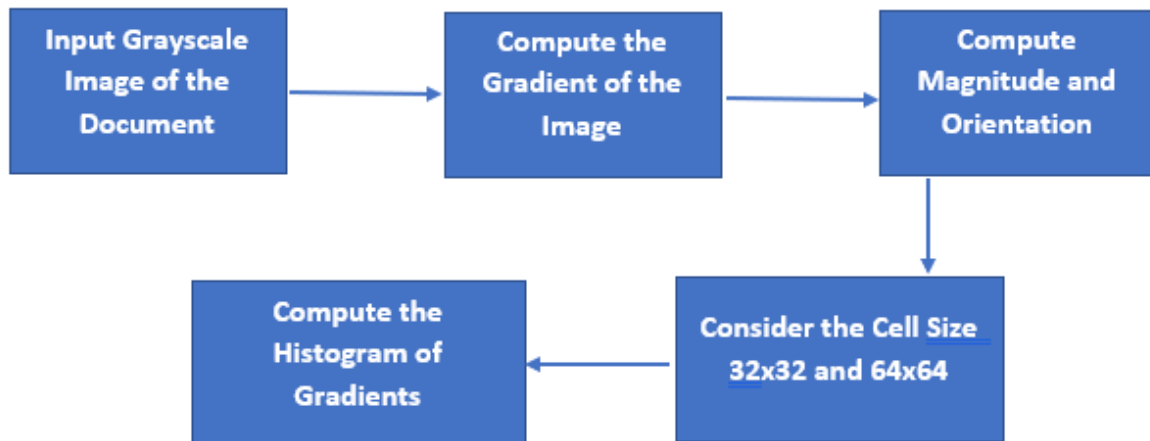 Input Grayscale
Image of the
Document
Compute the
Gradient of the
Image
Compute
Magnitude and
Orientation
Consider the Cell Size
32x32 and 64x64
Compute the
Histogram of
Gradients